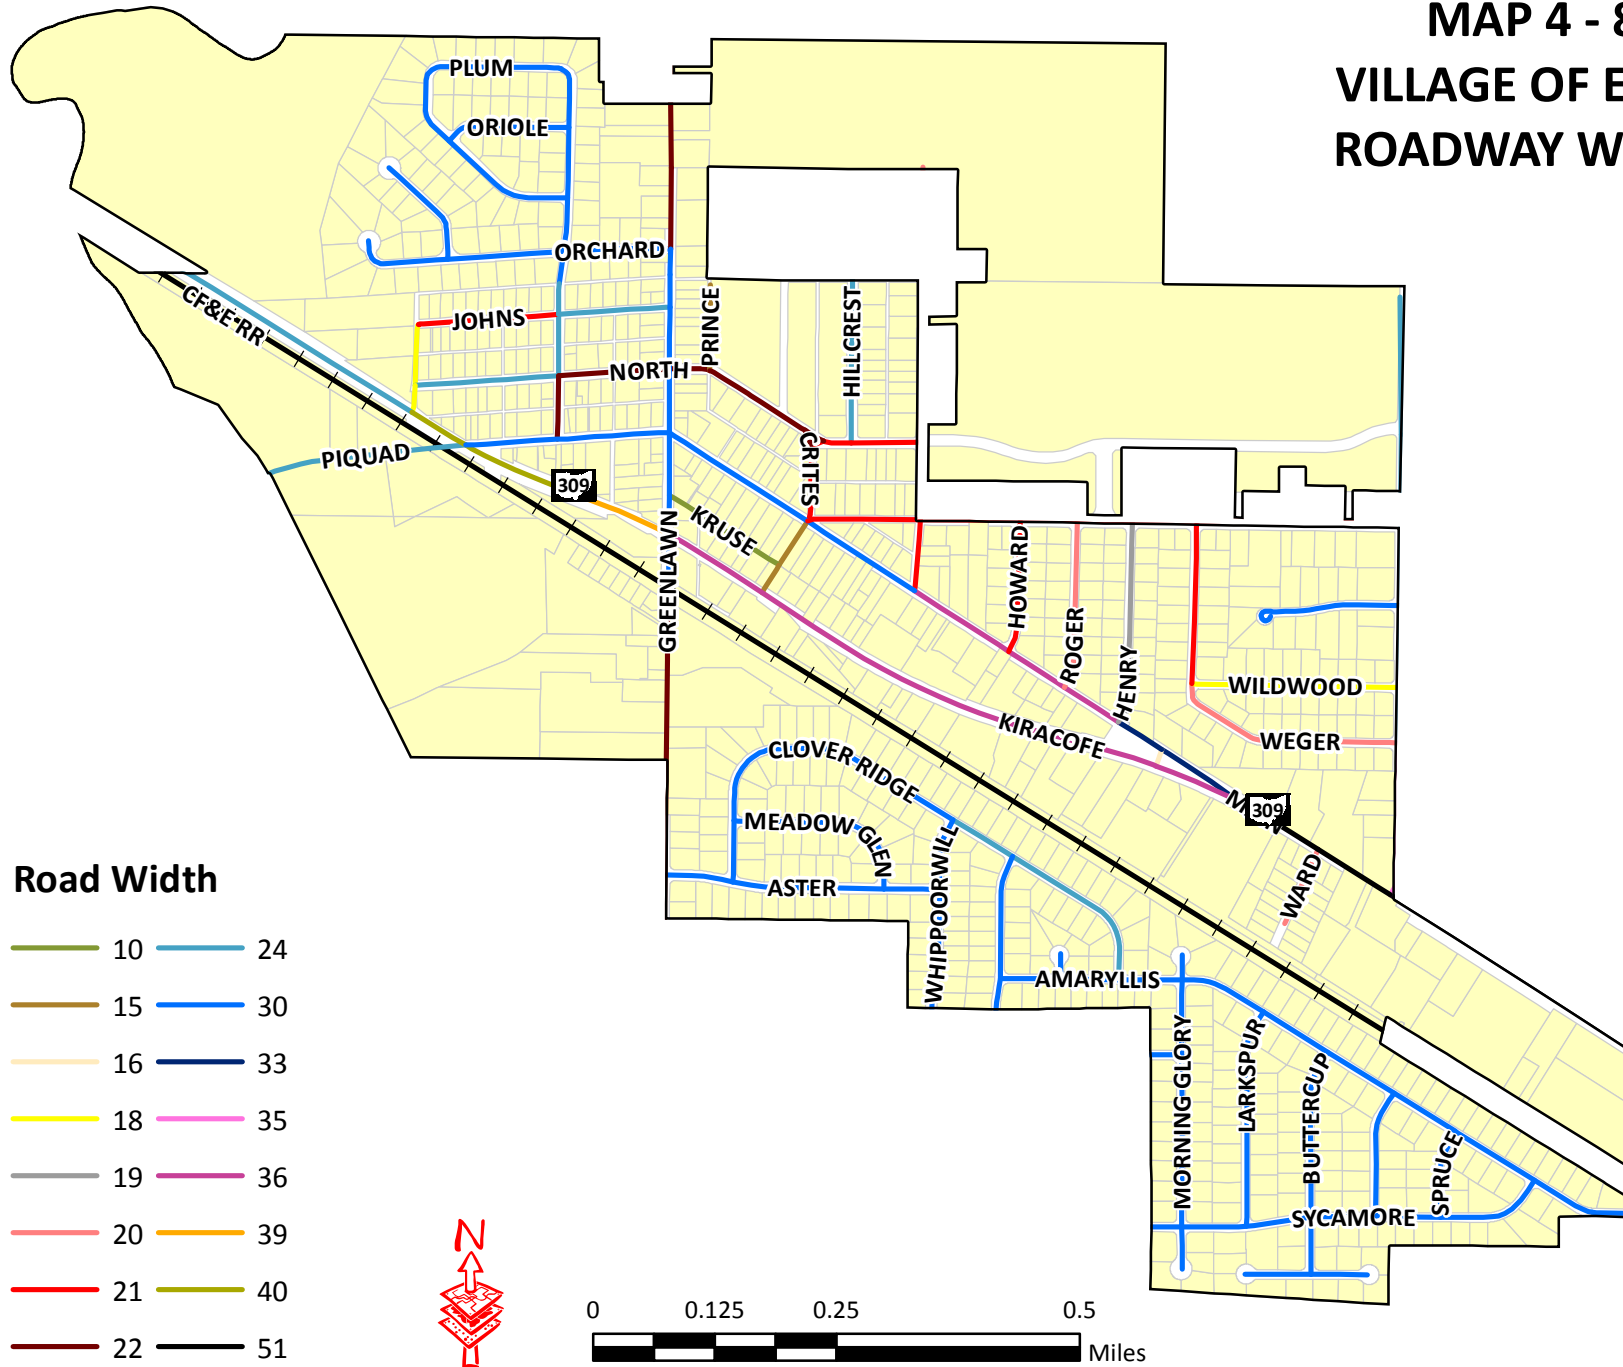 MAP 4 - 8
VILLAGE OF E
ROADWAY W
PLUM
ORIOLE
ORCHARD
CF&E RR
JOHNS
PRINCE
HILLCREST
NORTH
PIQUAD
CRITES
309
KRUSE
GREENLAWN
HOWARD
ROGER
HENRY
WILDWOOD
WEGER
KIRACOFE
CLOVER RIDGE
MEADOW GLEN
WHIPPOORWILL
309
WARD
ASTER
AMARYLLIS
MORNING GLORY
LARKSPUR
BUTTERCUP
SPRUCE
SYCAMORE
Road Width
10 24
15 30
16 33
18 35
19 36
20 39
21 40
22 51
N
0 0.125 0.25 0.5
Miles